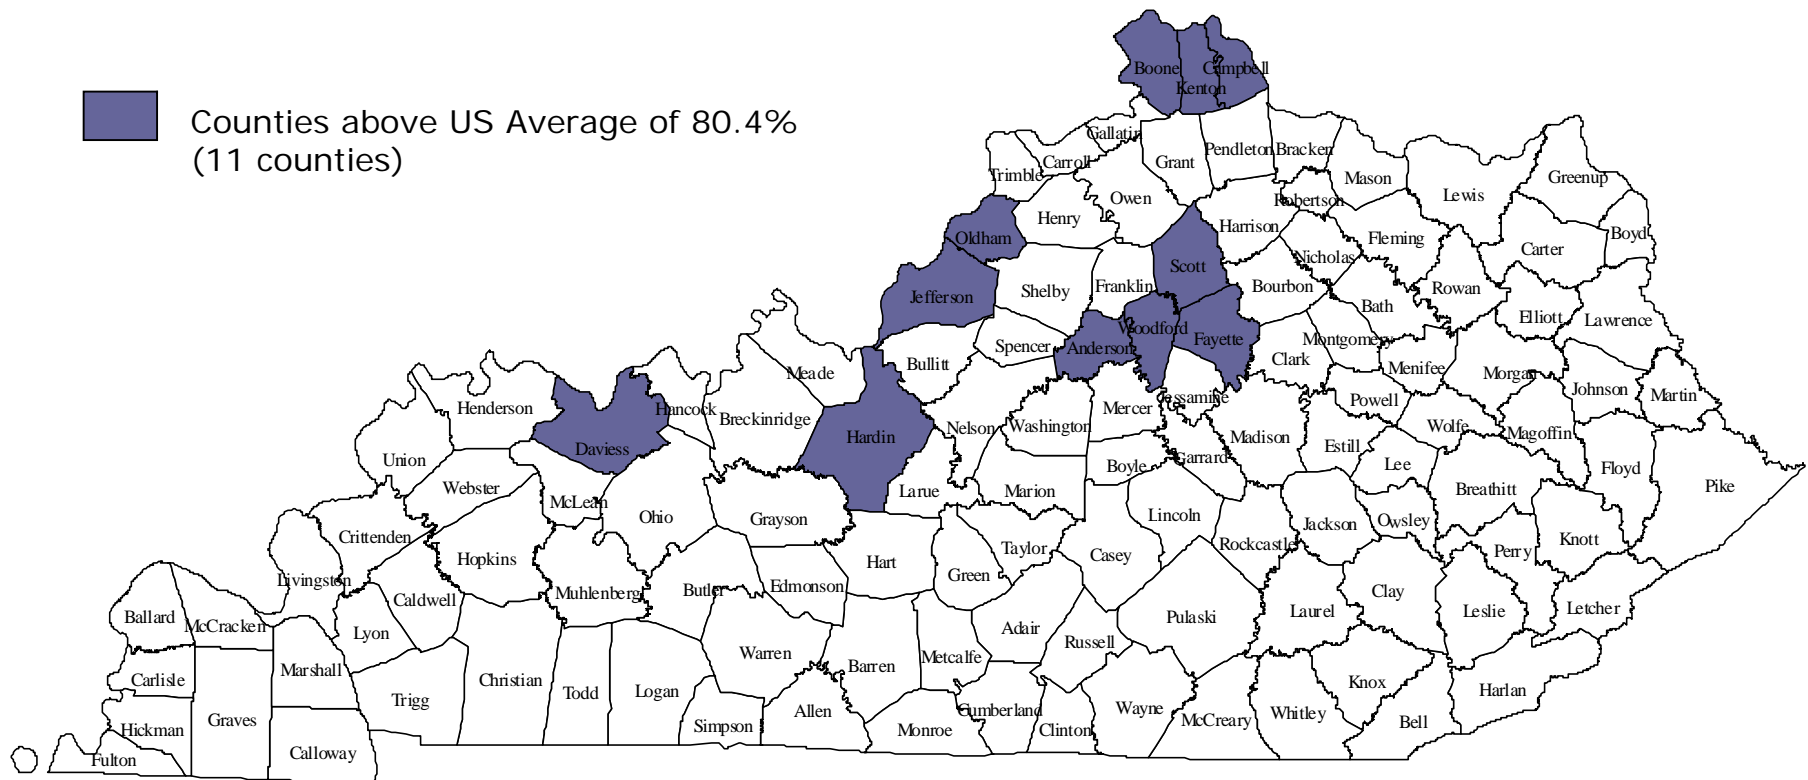 Counties above US Average of 80.4%
(11 counties)
Boone
Campbell
Kenton
Gallatin
Carroll
Trimble
Grant
Pendleton
Bracken
Mason
Robertson
Lewis
Greenup
Boyd
Carter
Owen
Henry
Oldham
Harrison
Fleming
Nicholas
Scott
Franklin
Shelby
Jefferson
Bourbon
Bath
Rowan
Elliott
Lawrence
Woodford
Anderson
Fayette
Spencer
Bullitt
Montgomery
Clark
Menifee
Morgan
Johnson
Martin
Meade
Hancock
Breckinridge
Henderson
Daviess
Hardin
Nelson
Washington
Mercer
Jessamine
Madison
Powell
Estill
Wolfe
Magoffin
Floyd
Pike
Lee
Breathitt
Union
Webster
McLean
Ohio
Grayson
Larue
Marion
Boyle
Garrard
Lincoln
Jackson
Owsley
Perry
Knott
Rockcastle
Crittenden
Hopkins
Muhlenberg
Butler
Edmonson
Hart
Green
Taylor
Casey
Pulaski
Laurel
Clay
Leslie
Letcher
Livingston
Caldwell
Lyon
Ballard
McCracken
Marshall
Carlisle
Graves
Hickman
Fulton
Calloway
Trigg
Christian
Todd
Logan
Warren
Simpson
Allen
Barren
Metcalfe
Adair
Russell
Monroe
Cumberland
Clinton
Wayne
McCreary
Whitley
Knox
Bell
Harlan